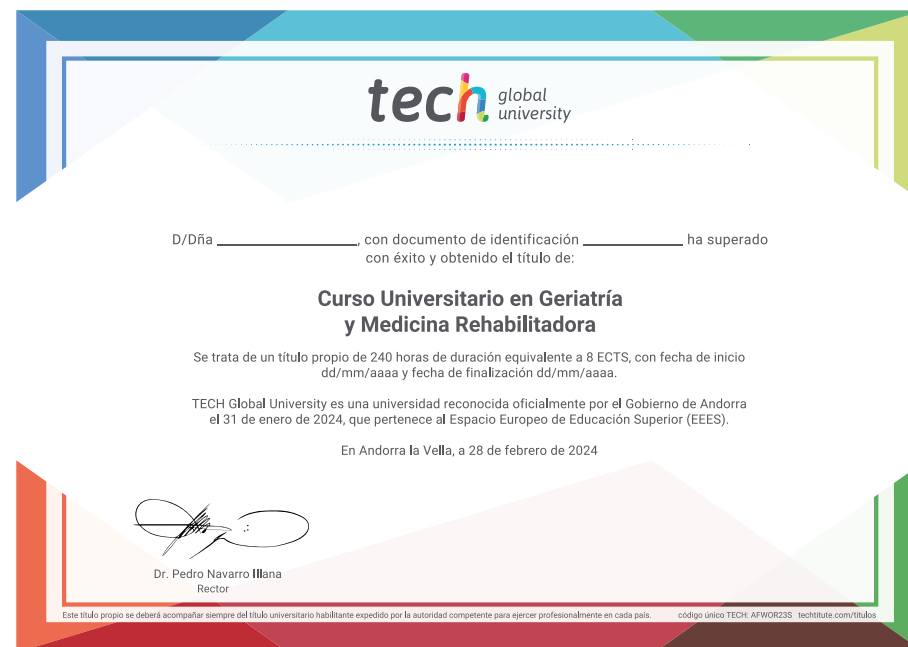 tech global university
D/Dña ____________, con documento de identificación ____________ ha superado
con éxito y obtenido el título de:
Curso Universitario en Geriatría
y Medicina Rehabilitadora
Se trata de un título propio de 240 horas de duración equivalente a 8 ECTS, con fecha de inicio
dd/mm/aaaa y fecha de finalización dd/mm/aaaa.
TECH Global University es una universidad reconocida oficialmente por el Gobierno de Andorra
el 31 de enero de 2024, que pertenece al Espacio Europeo de Educación Superior (EEES).
En Andorra la Vella, a 28 de febrero de 2024
Dr. Pedro Navarro Illana
Rector
Este título propio se deberá acompañar siempre del título universitario habilitante expedido por la autoridad competente para ejercer profesionalmente en cada país. código único TECH: AFWOR23S techtitute.com/titulos